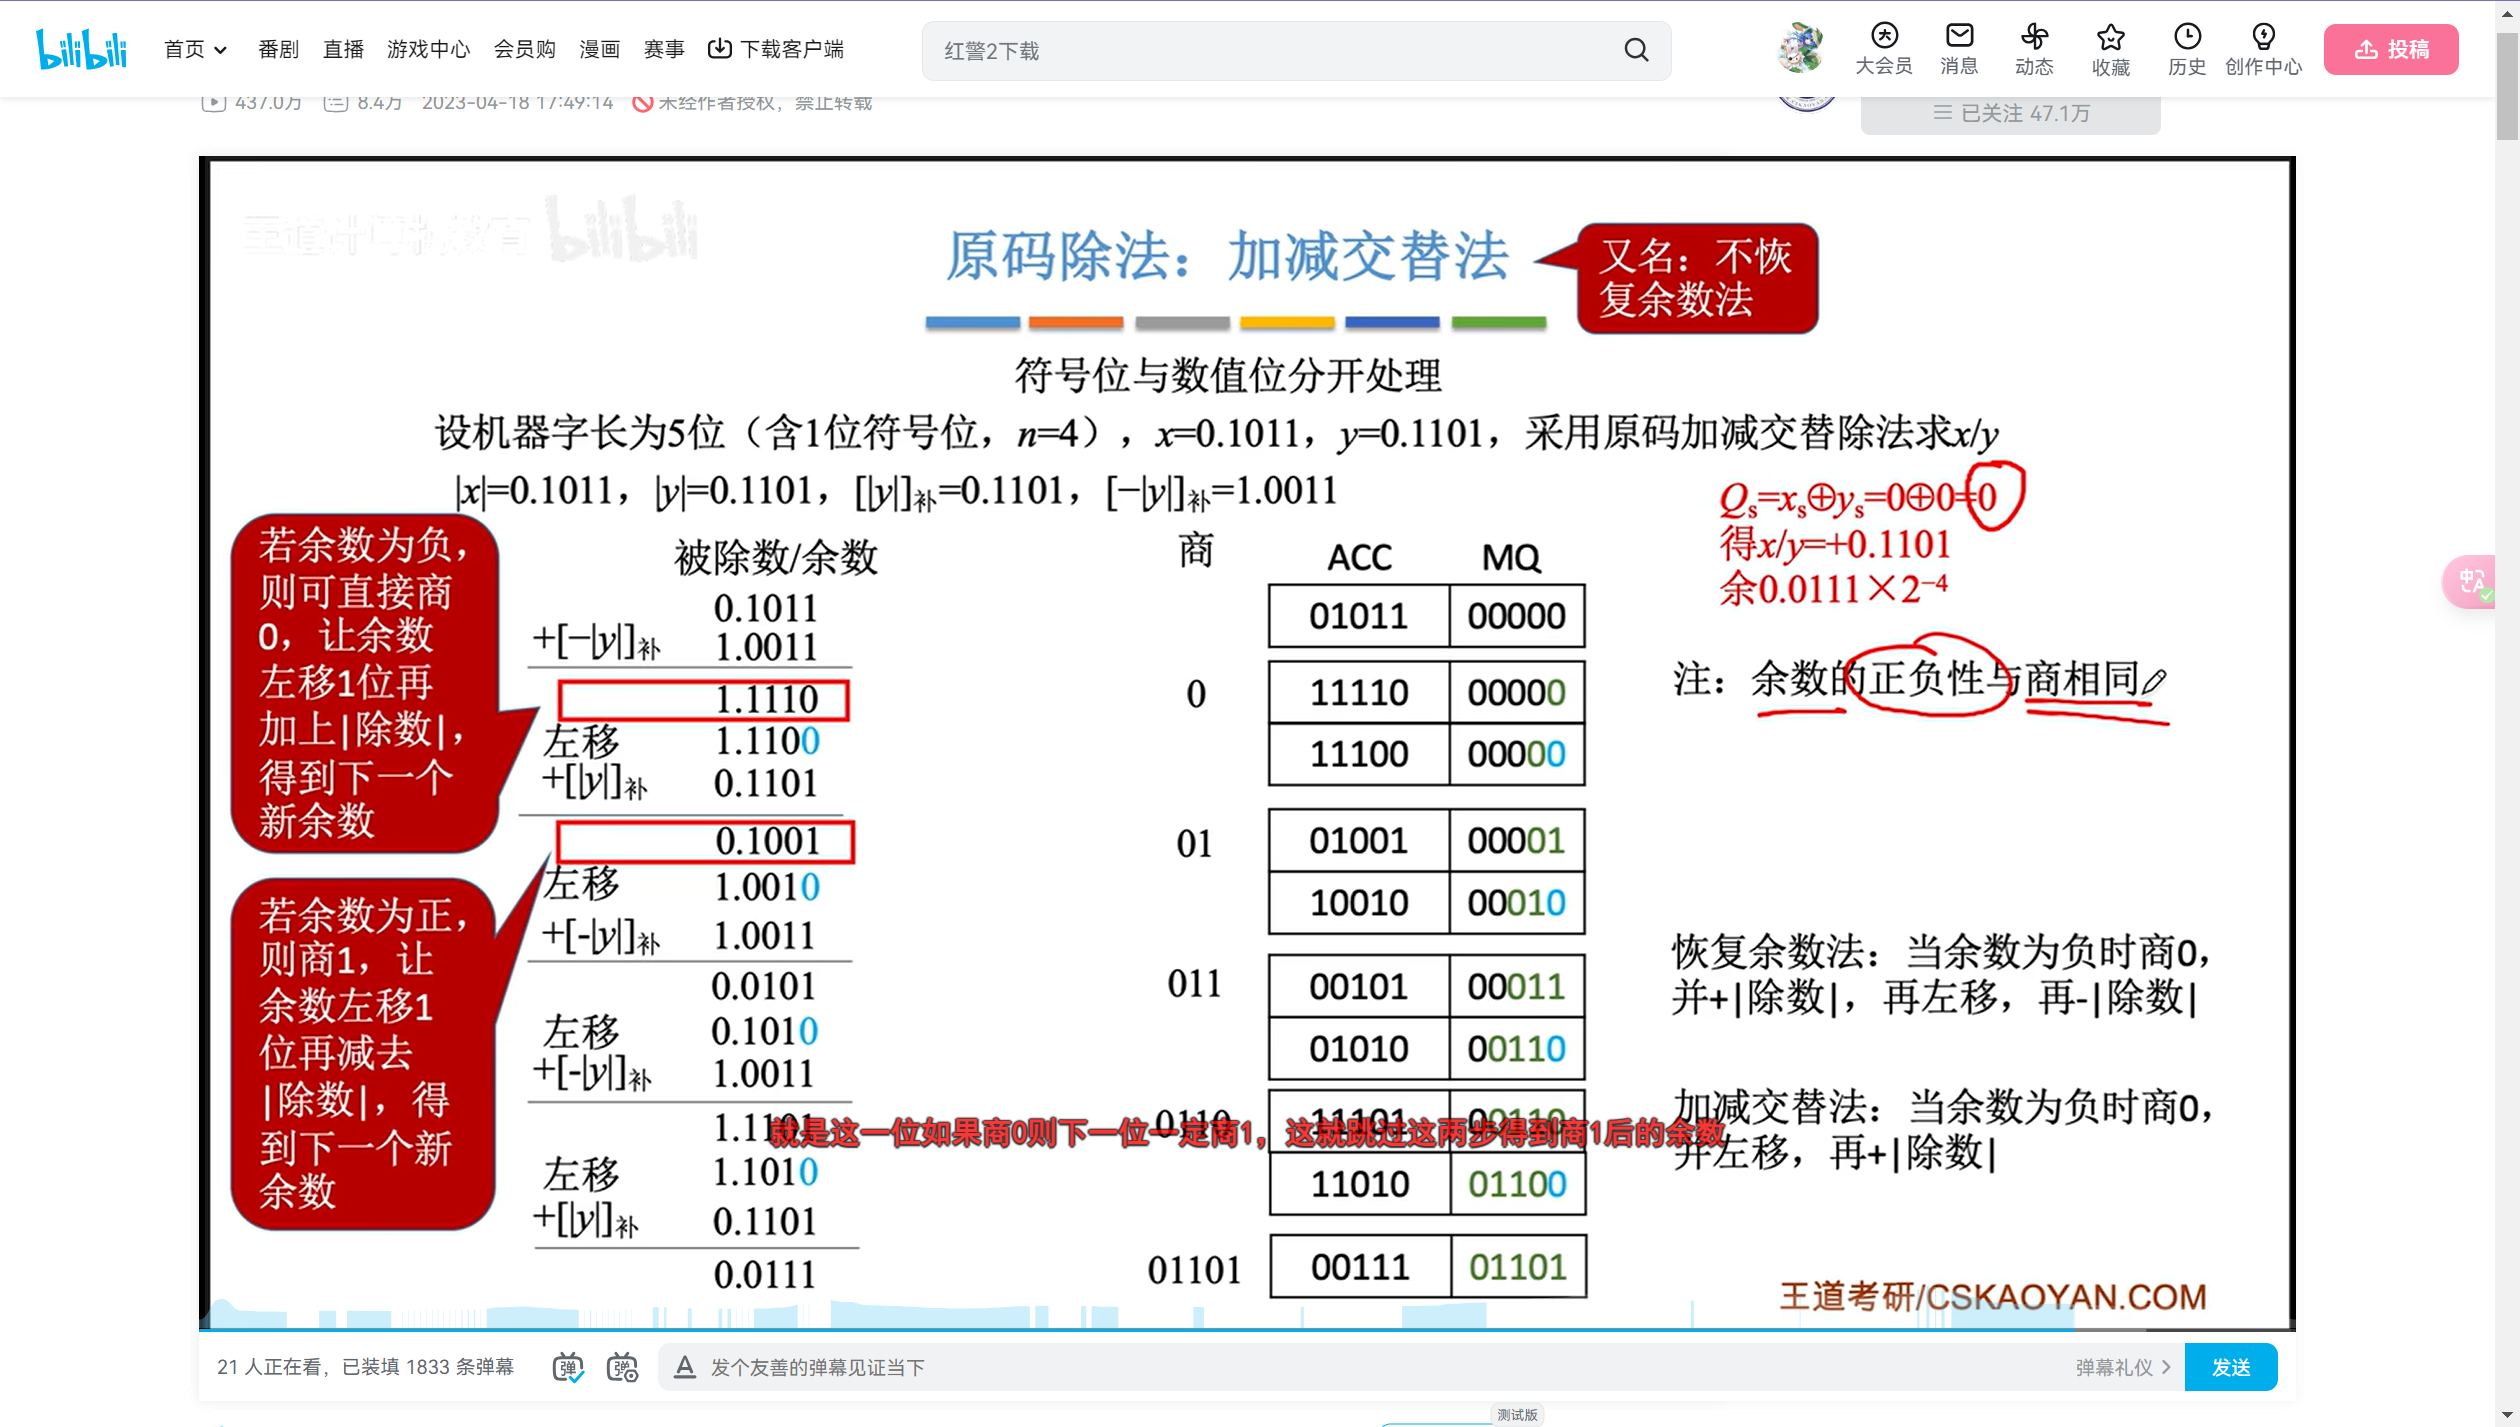 bilibili
首页
番剧
直播
游戏中心
会员购
漫画
赛事
下载客户端
红警2下载
大会员
消息
动态
收藏
历史
创作中心
投稿
437.0万 8.4万 2023-04-18 17:49:14 未经作者授权，禁止转载
已关注 47.1万
王道计算机教育 bilibili
原码除法：加减交替法
又名：不恢
复余数法
符号位与数值位分开处理
设机器字长为5位（含1位符号位，n=4），x=0.1011，y=0.1101，采用原码加减交替除法求x/y
|x|=0.1011，|y|=0.1101，[|y|]补=0.1101，[−|y|]补=1.0011
Qs=xs⊕ys=0⊕0=0
得x/y=+0.1101
余0.0111×2⁻⁴
注：余数的正负性与商相同
若余数为负，
则可直接商
0，让余数
左移1位再
加上|除数|，
得到下一个
新余数
若余数为正，
则商1，让
余数左移1
位再减去
|除数|，得
到下一个新
余数
被除数/余数
0.1011
+[−|y|]补 1.0011
1.1110
左移 1.1100
+[|y|]补 0.1101
0.1001
左移 1.0010
+[-|y|]补 1.0011
0.0101
左移 0.1010
+[-|y|]补 1.0011
1.1101
左移 1.1010
+[|y|]补 0.1101
0.0111
商 ACC MQ
01011 00000
0 11110 00000
11100 00000
01 01001 00001
10010 00010
011 00101 00011
01010 00110
0110 11101 00110
11010 01100
01101 00111 01101
就是这一位如果商0则下一位一定商1，这就跳过这两步得到商1后的余数
恢复余数法：当余数为负时商0，
并+|除数|，再左移，再-|除数|
加减交替法：当余数为负时商0，
并左移，再+|除数|
王道考研/CSKAOYAN.COM
21 人正在看，已装填 1833 条弹幕
发个友善的弹幕见证当下
弹幕礼仪
发送
测试版